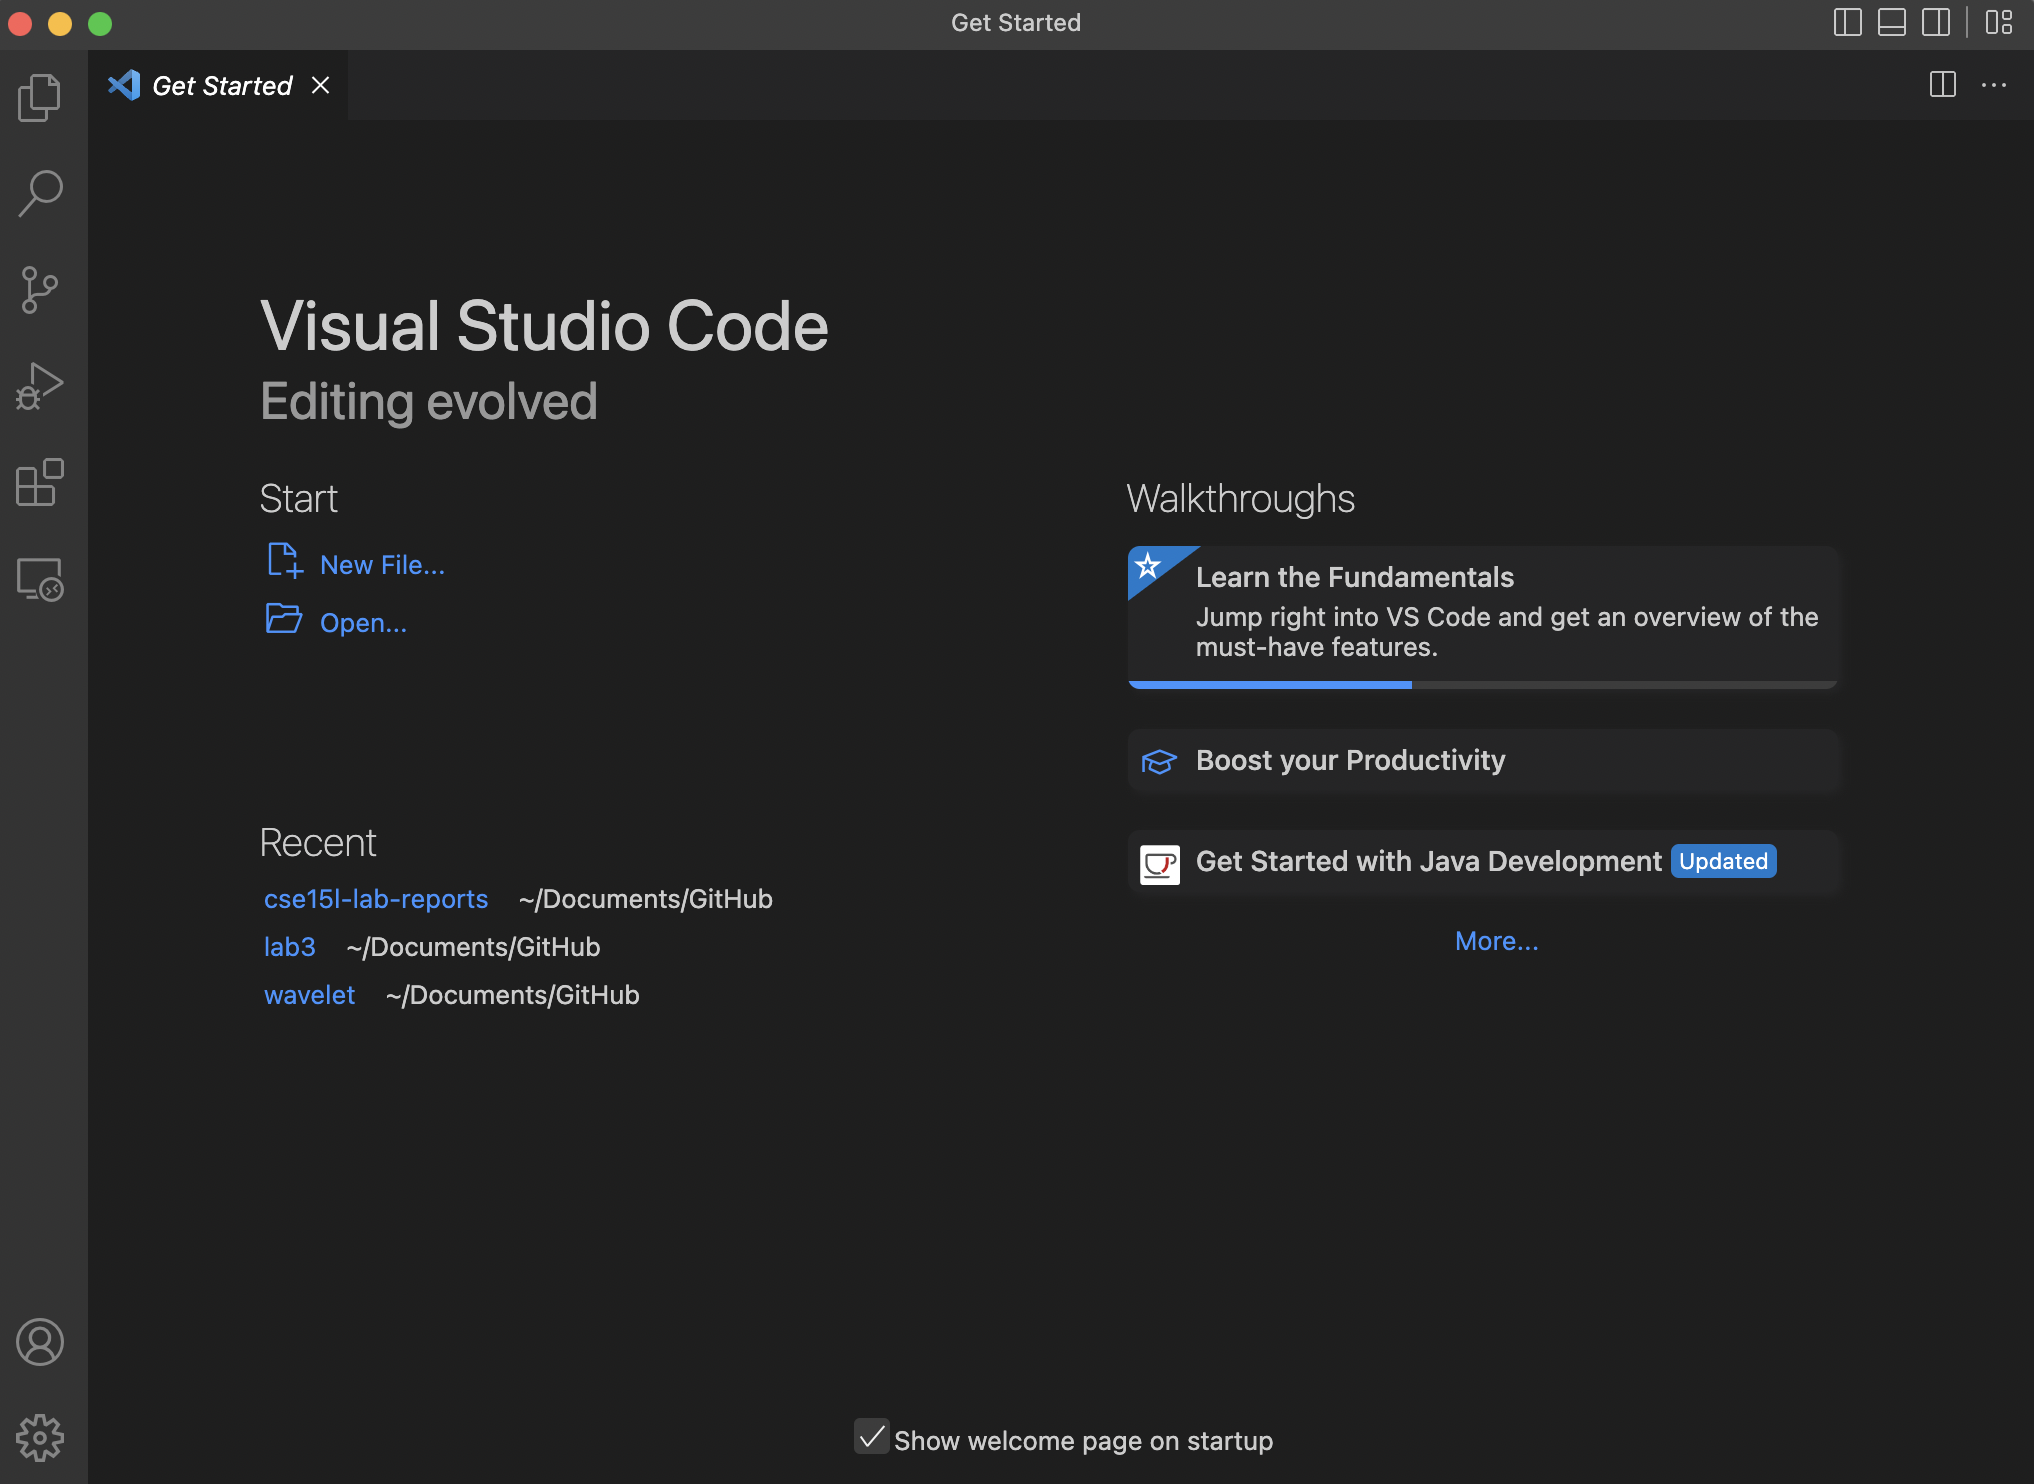 Get Started
Get Started
Visual Studio Code
Editing evolved
Start
New File...
Open...
Recent
cse15l-lab-reports ~/Documents/GitHub
lab3 ~/Documents/GitHub
wavelet ~/Documents/GitHub
Walkthroughs
Learn the Fundamentals
Jump right into VS Code and get an overview of the
must-have features.
Boost your Productivity
Get Started with Java Development Updated
More...
Show welcome page on startup